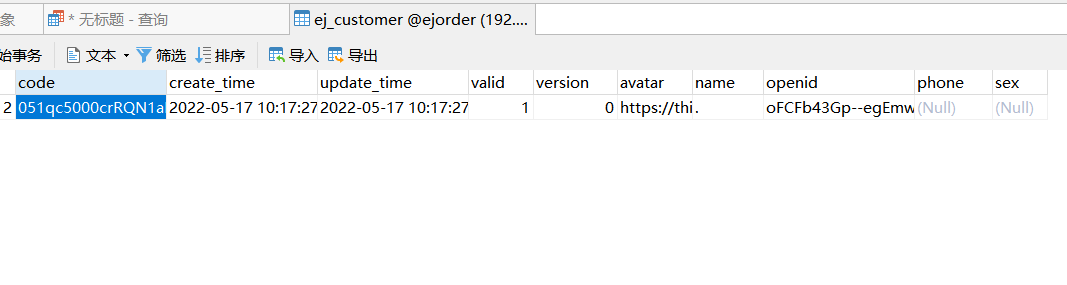 象 * 无标题 - 查询 ej_customer @ejorder (192....
始事务 文本 筛选 排序 导入 导出
code create_time update_time valid version avatar name openid phone sex
2 051qc5000crRQN1a 2022-05-17 10:17:27 2022-05-17 10:17:27 1 0 https://thi . oFCFb43Gp--egEmw (Null) (Null)